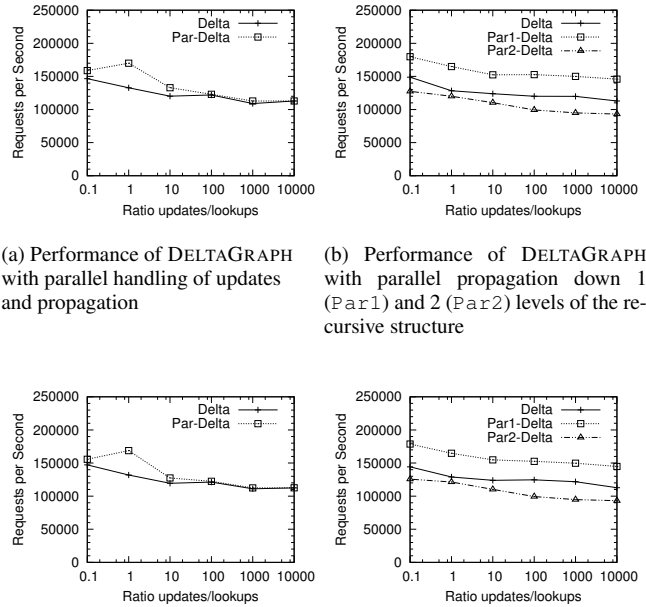 250000
200000
150000
100000
50000
0
Requests per Second
0.1 1 10 100 1000 10000
Ratio updates/lookups
Delta
Par-Delta
250000
200000
150000
100000
50000
0
Requests per Second
0.1 1 10 100 1000 10000
Ratio updates/lookups
Delta
Par1-Delta
Par2-Delta
(a) Performance of DELTAGRAPH
with parallel handling of updates
and propagation
(b) Performance of DELTAGRAPH
with parallel propagation down 1
(Par1) and 2 (Par2) levels of the re-
cursive structure
250000
200000
150000
100000
50000
0
Requests per Second
0.1 1 10 100 1000 10000
Ratio updates/lookups
Delta
Par-Delta
250000
200000
150000
100000
50000
0
Requests per Second
0.1 1 10 100 1000 10000
Ratio updates/lookups
Delta
Par1-Delta
Par2-Delta